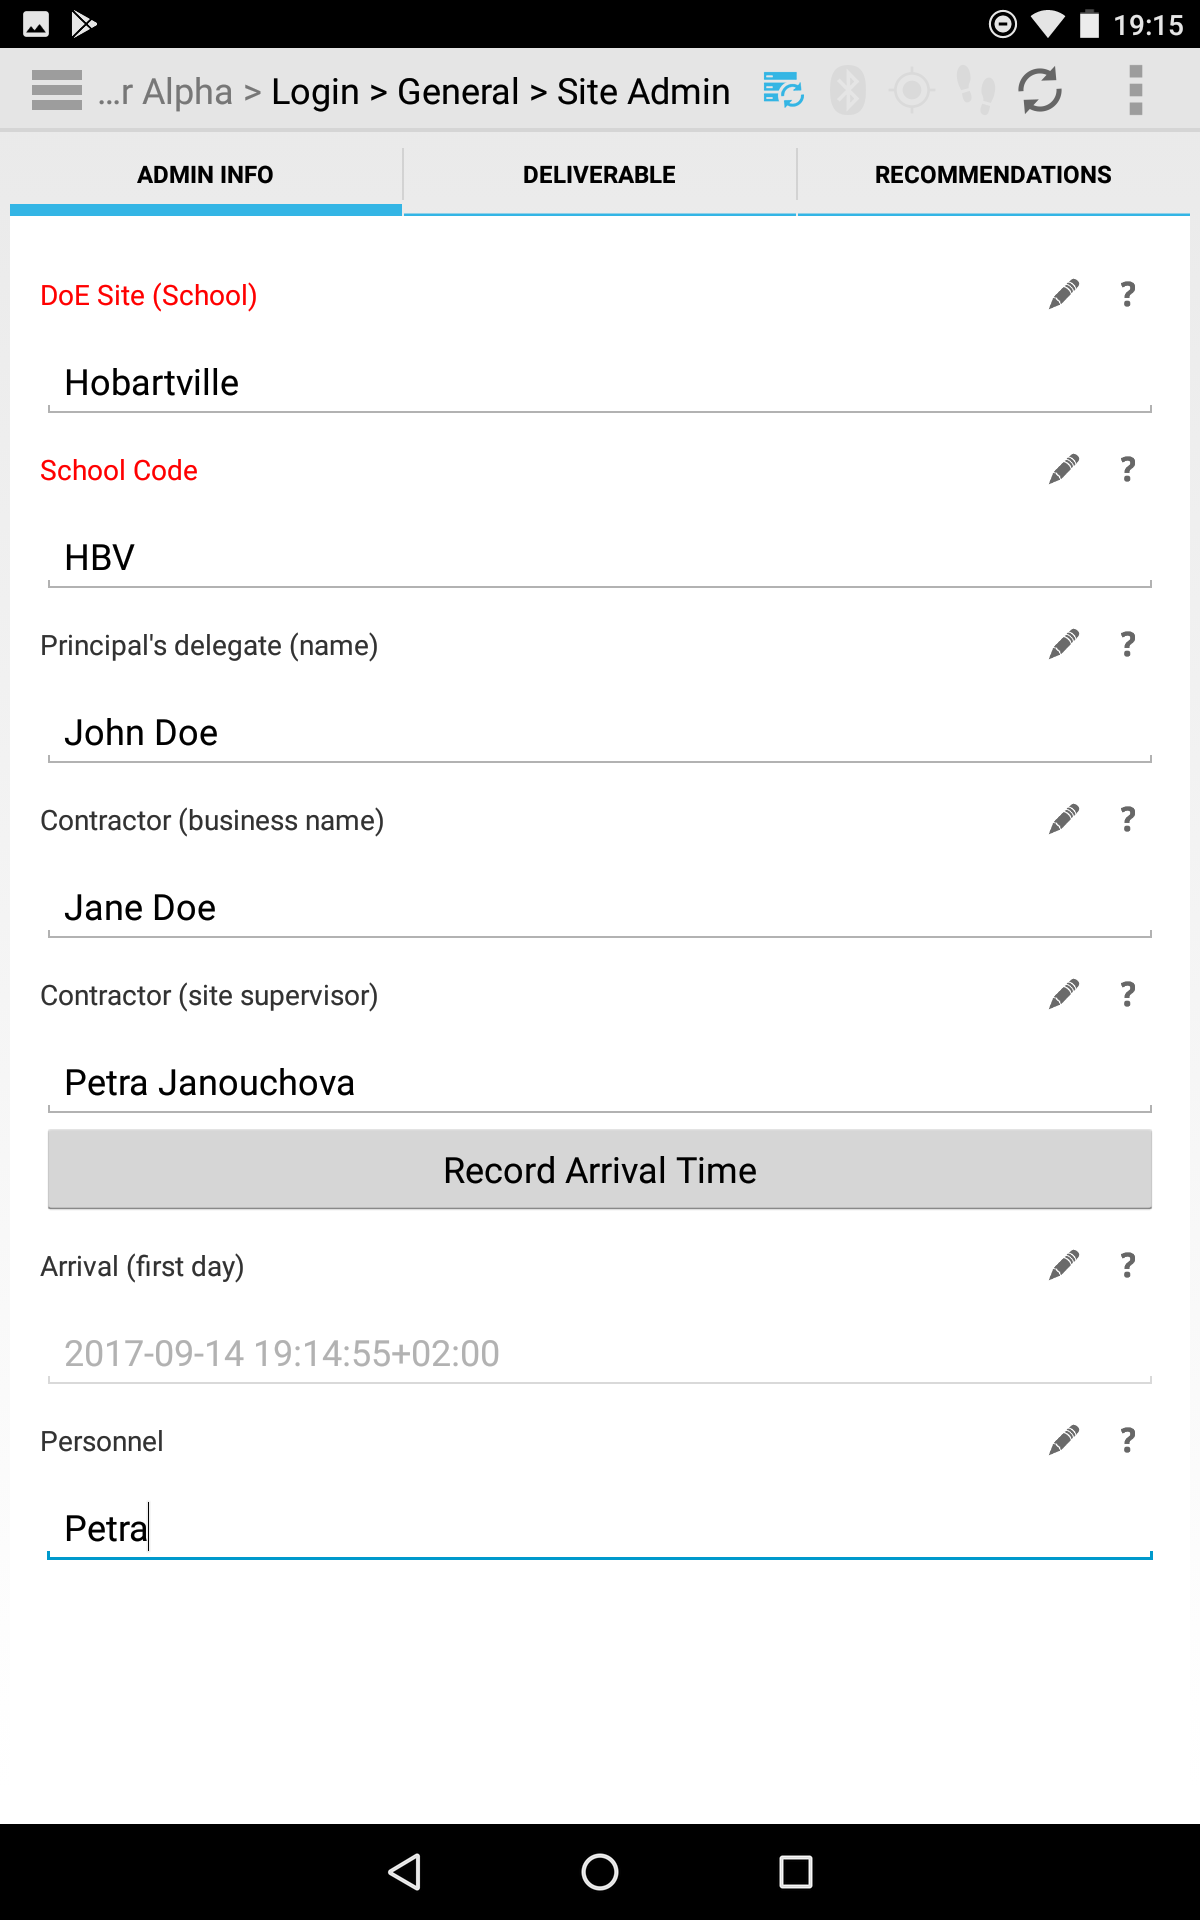 19:15
...r Alpha > Login > General > Site Admin
ADMIN INFO
DELIVERABLE
RECOMMENDATIONS
DoE Site (School)
?
Hobartville
School Code
?
HBV
Principal's delegate (name)
?
John Doe
Contractor (business name)
?
Jane Doe
Contractor (site supervisor)
?
Petra Janouchova
Record Arrival Time
Arrival (first day)
?
2017-09-14 19:14:55+02:00
Personnel
?
Petra